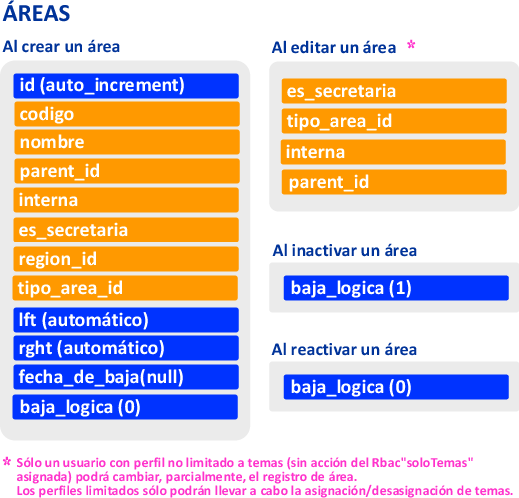 ÁREAS
Al crear un área
id (auto_increment)
codigo
nombre
parent_id
interna
es_secretaria
region_id
tipo_area_id
lft (automático)
rght (automático)
fecha_de_baja(null)
baja_logica (0)
Al editar un área *
es_secretaria
tipo_area_id
interna
parent_id
Al inactivar un área
baja_logica (1)
Al reactivar un área
baja_logica (0)
* Sólo un usuario con perfil no limitado a temas (sin acción del Rbac"soloTemas"
asignada) podrá cambiar, parcialmente, el registro de área.
Los perfiles limitados sólo podrán llevar a cabo la asignación/desasignación de temas.